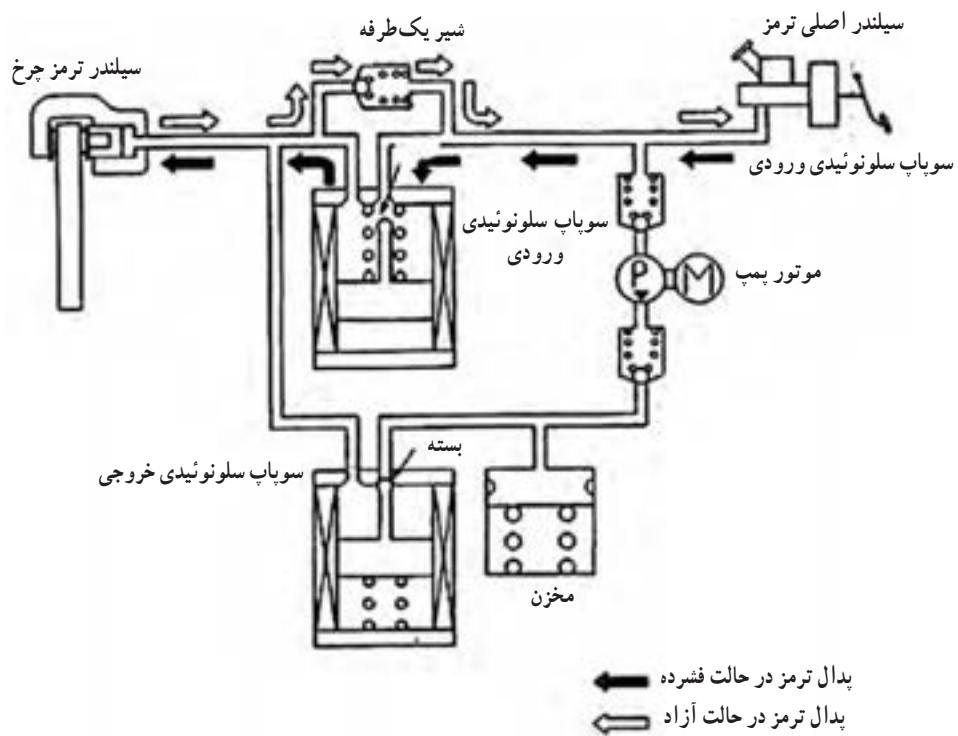 سیلندر اصلی ترمز
شیر یک‌طرفه
سیلندر ترمز چرخ
سوپاپ سلونوئیدی ورودی
سوپاپ سلونوئیدی
ورودی
موتور پمپ
P
M
بسته
سوپاپ سلونوئیدی خروجی
مخزن
پدال ترمز در حالت فشرده
پدال ترمز در حالت آزاد